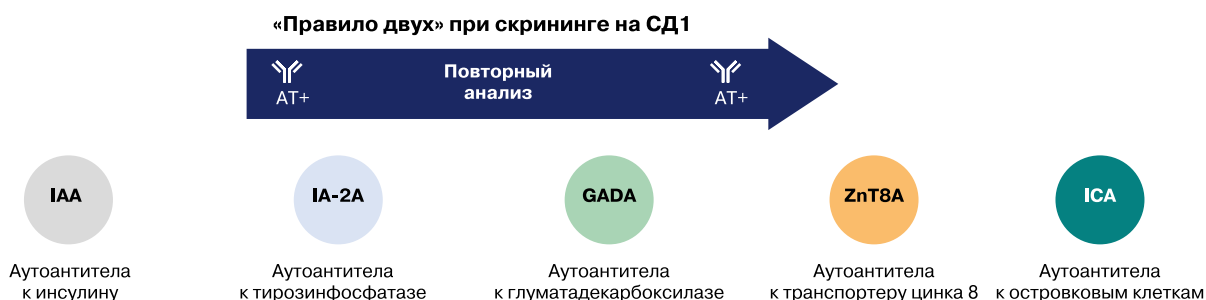 «Правило двух» при скрининге на СД1
Повторный
анализ
АТ+
АТ+
IAA
IA-2A
GADA
ZnT8A
ICA
Аутоантитела
к инсулину
Аутоантитела
к тирозинфосфатазе
Аутоантитела
к глуматадекарбоксилазе
Аутоантитела
к транспортеру цинка 8
Аутоантитела
к островковым клеткам